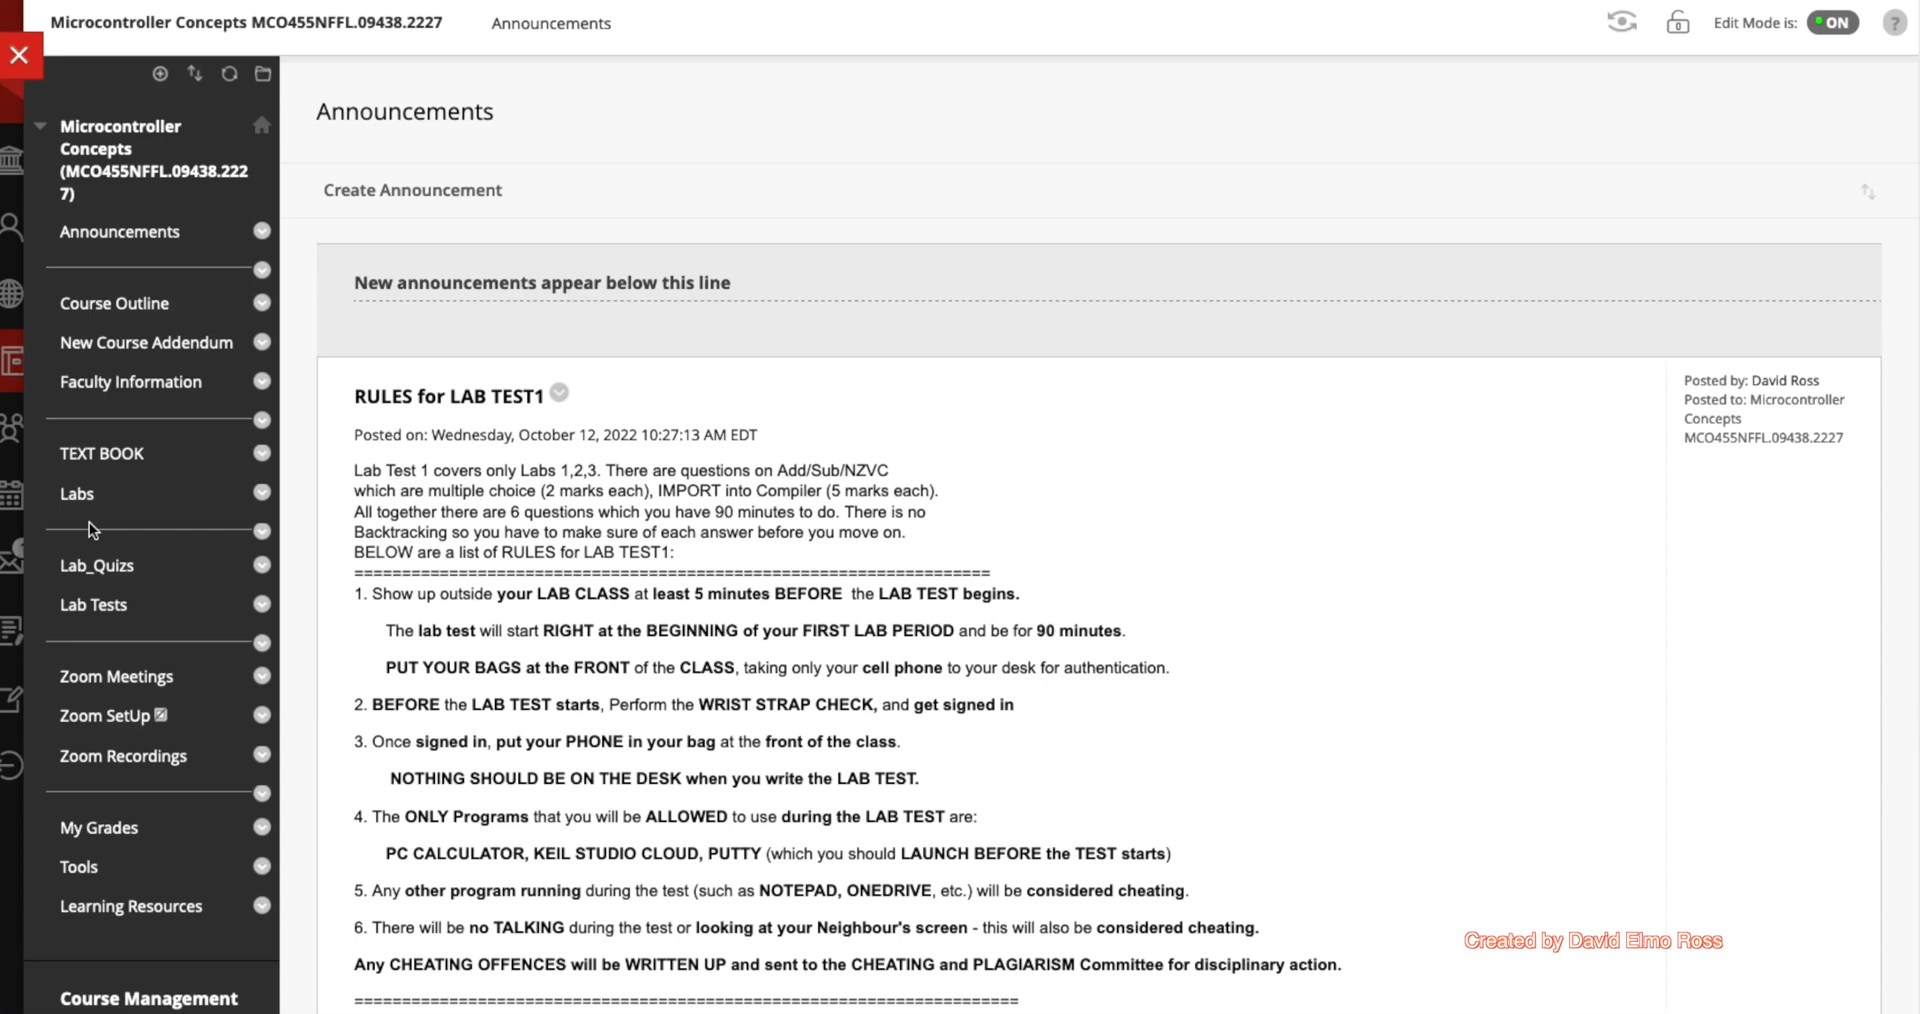 Microcontroller Concepts MCO455NFFL.09438.2227
Announcements
Edit Mode is:
ON
?
Microcontroller
Concepts
(MCO455NFFL.09438.222
7)
Announcements
Course Outline
New Course Addendum
Faculty Information
TEXT BOOK
Labs
Lab_Quizs
Lab Tests
Zoom Meetings
Zoom SetUp
Zoom Recordings
My Grades
Tools
Learning Resources
Course Management
Announcements
Create Announcement
New announcements appear below this line
RULES for LAB TEST1
Posted on: Wednesday, October 12, 2022 10:27:13 AM EDT
Lab Test 1 covers only Labs 1,2,3. There are questions on Add/Sub/NZVC
which are multiple choice (2 marks each), IMPORT into Compiler (5 marks each).
All together there are 6 questions which you have 90 minutes to do. There is no
Backtracking so you have to make sure of each answer before you move on.
BELOW are a list of RULES for LAB TEST1:
==================================================================
1. Show up outside your LAB CLASS at least 5 minutes BEFORE the LAB TEST begins.
The lab test will start RIGHT at the BEGINNING of your FIRST LAB PERIOD and be for 90 minutes.
PUT YOUR BAGS at the FRONT of the CLASS, taking only your cell phone to your desk for authentication.
2. BEFORE the LAB TEST starts, Perform the WRIST STRAP CHECK, and get signed in
3. Once signed in, put your PHONE in your bag at the front of the class.
NOTHING SHOULD BE ON THE DESK when you write the LAB TEST.
4. The ONLY Programs that you will be ALLOWED to use during the LAB TEST are:
PC CALCULATOR, KEIL STUDIO CLOUD, PUTTY (which you should LAUNCH BEFORE the TEST starts)
5. Any other program running during the test (such as NOTEPAD, ONEDRIVE, etc.) will be considered cheating.
6. There will be no TALKING during the test or looking at your Neighbour's screen - this will also be considered cheating.
Any CHEATING OFFENCES will be WRITTEN UP and sent to the CHEATING and PLAGIARISM Committee for disciplinary action.
=====================================================================
Posted by: David Ross
Posted to: Microcontroller
Concepts
MCO455NFFL.09438.2227
Created by David Elmo Ross